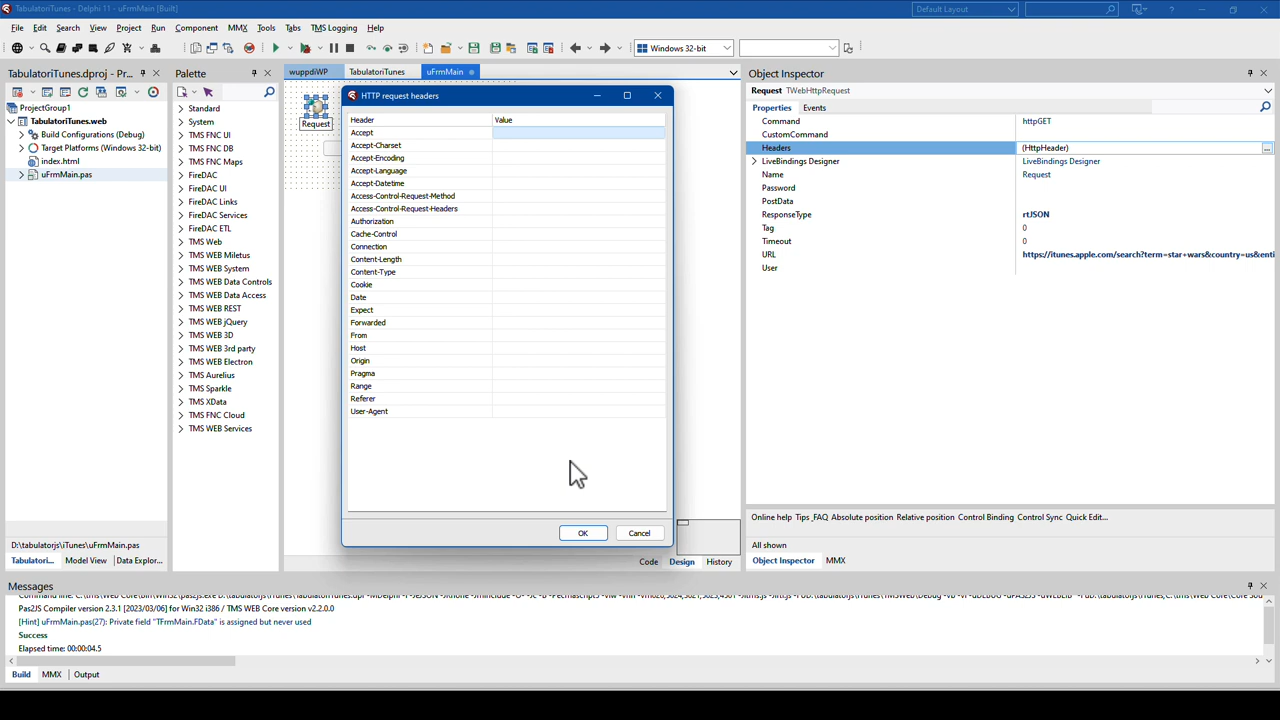 TabulatoriTunes - Delphi 11 - uFrmMain [Built]
Default Layout
File Edit Search View Project Run Component MMX Tools Tabs TMS Logging Help
Windows 32-bit
TabulatoriTunes.dproj - Pr...
ProjectGroup1
TabulatoriTunes.web
Build Configurations (Debug)
Target Platforms (Windows 32-bit)
index.html
uFrmMain.pas
D:\tabulatorjs\iTunes\uFrmMain.pas
Tabulatori... Model View Data Explor...
Palette
Standard
System
TMS FNC UI
TMS FNC DB
TMS FNC Maps
FireDAC
FireDAC UI
FireDAC Links
FireDAC Services
FireDAC ETL
TMS Web
TMS WEB Miletus
TMS WEB System
TMS WEB Data Controls
TMS WEB Data Access
TMS WEB REST
TMS WEB jQuery
TMS WEB 3D
TMS WEB 3rd party
TMS WEB Electron
TMS Aurelius
TMS Sparkle
TMS XData
TMS FNC Cloud
TMS WEB Services
wuppdiWP TabulatoriTunes uFrmMain
Request
HTTP request headers
Header Value
Accept
Accept-Charset
Accept-Encoding
Accept-Language
Accept-Datetime
Access-Control-Request-Method
Access-Control-Request-Headers
Authorization
Cache-Control
Connection
Content-Length
Content-Type
Cookie
Date
Expect
Forwarded
From
Host
Origin
Pragma
Range
Referer
User-Agent
OK Cancel
Code Design History
Object Inspector
Request TWebHttpRequest
Properties Events
Command httpGET
CustomCommand
Headers (HttpHeader) ...
LiveBindings Designer LiveBindings Designer
Name Request
Password
PostData
ResponseType rtJSON
Tag 0
Timeout 0
URL https://itunes.apple.com/search?term=star+wars&country=us&enti
User
Online help Tips_FAQ Absolute position Relative position Control Binding Control Sync Quick Edit...
All shown
Object Inspector MMX
Messages
Pas2JS Compiler version 2.3.1 [2023/03/06] for Win32 i386 / TMS WEB Core version v2.2.0.0
[Hint] uFrmMain.pas(27): Private field "TFrmMain.FData" is assigned but never used
Success
Elapsed time: 00:00:04.5
Build MMX Output